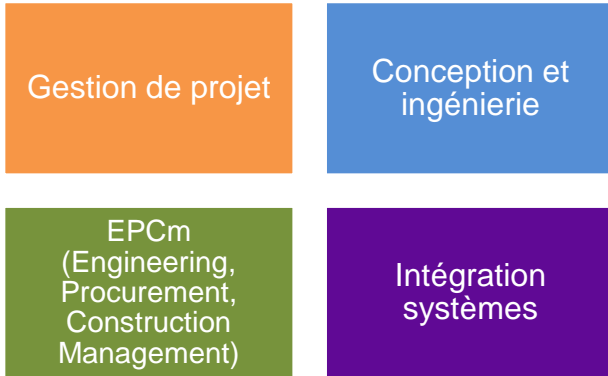 Gestion de projet
Conception et
ingénierie
EPCm
(Engineering,
Procurement,
Construction
Management)
Intégration
systèmes